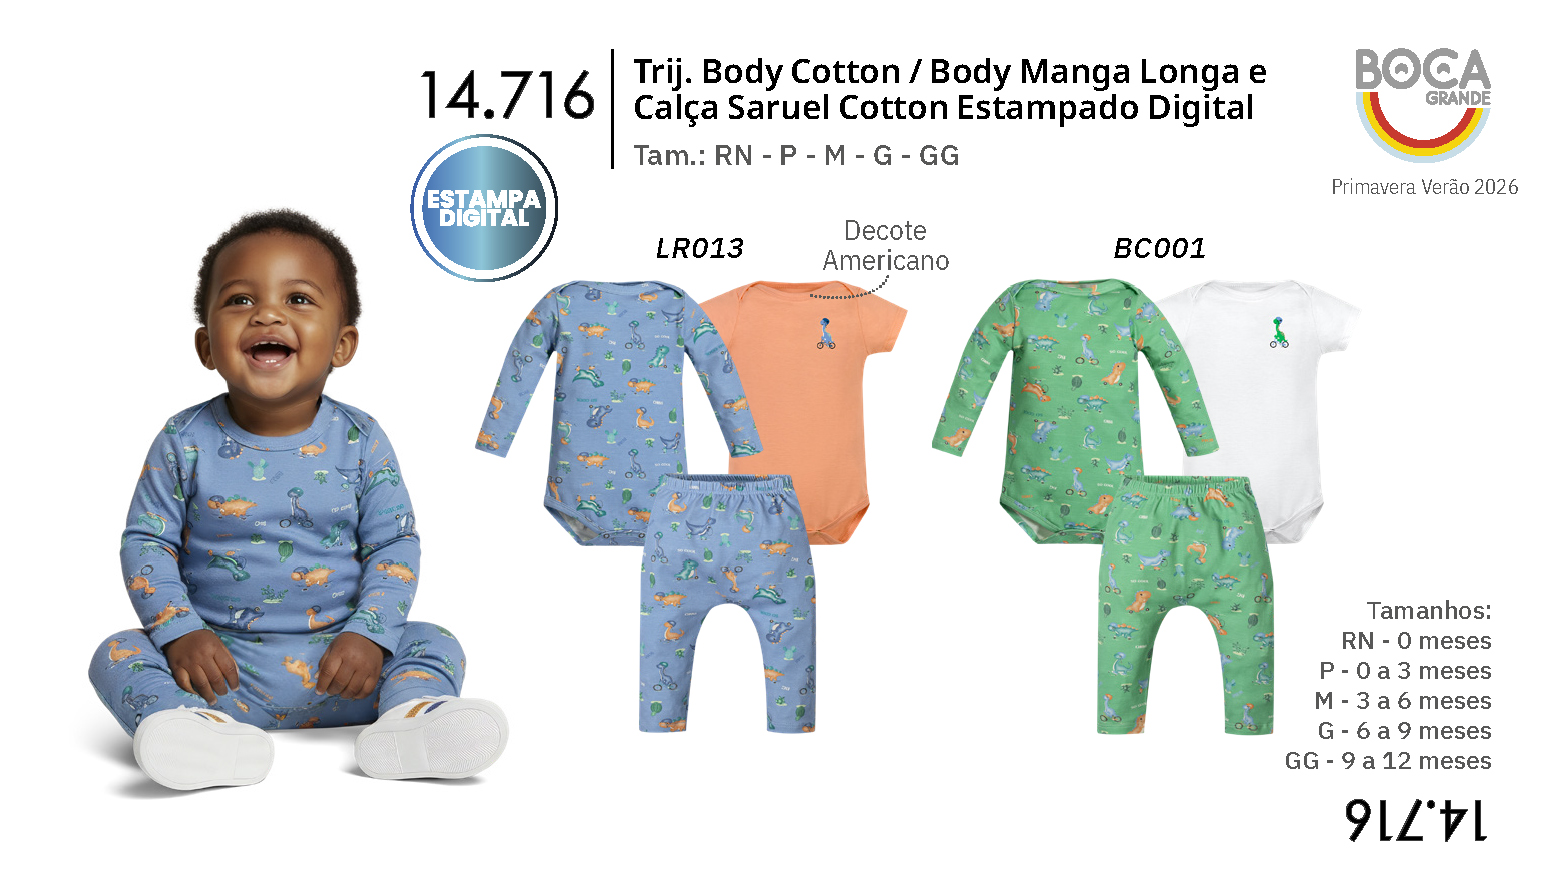 14.716
Trij. Body Cotton / Body Manga Longa e
Calça Saruel Cotton Estampado Digital
Tam.: RN - P - M - G - GG
BOCA
GRANDE
Primavera Verão 2026
ESTAMPA
DIGITAL
LR013
Decote
Americano
BC001
Tamanhos:
RN - 0 meses
P - 0 a 3 meses
M - 3 a 6 meses
G - 6 a 9 meses
GG - 9 a 12 meses
14.716